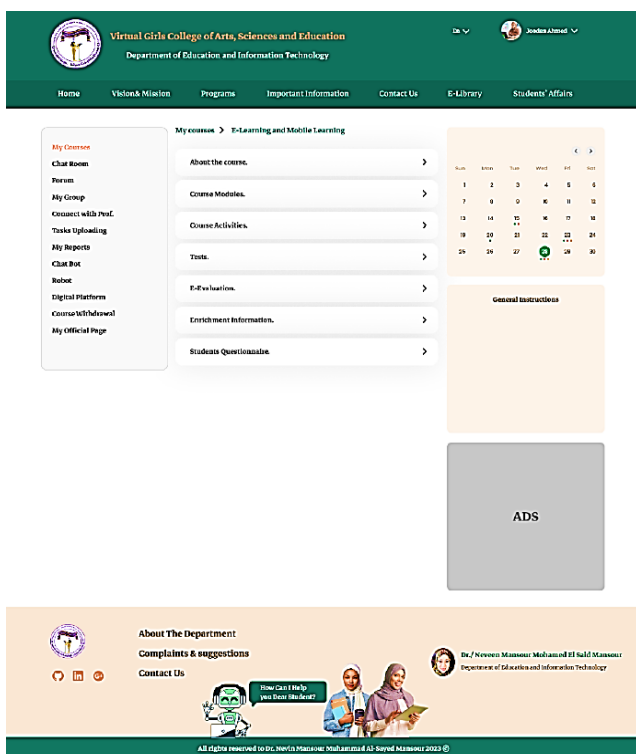 Virtual Girls College of Arts, Sciences and Education
Department of Education and Information Technology
En
Home Vision& Mission Programs Important Information Contact Us E-Library Students' Affairs
My Courses
Chat Room
Forum
My Group
Connect with Prof.
Tasks Uploading
My Reports
Chat Bot
Robot
Digital Platform
Course Withdrawal
My Official Page
My courses > E-Learning and Mobile Learning
About the course.
Course Modules.
Course Activities.
Tests.
E-Evaluation.
Enrichment Information.
Students Questionnaire.
Sun Mon Tue Wed Fri Sat
1 2 3 4 5 6
7 8 9 10 11 12
13 14 15 16 17 18
19 20 21 22 23 24
25 26 27 28 29 30
General Instructions
ADS
About The Department
Complaints & suggestions
Contact Us
How Can I Help
you Dear Student?
Dr./ Neveen Mansour Mohamed El Said Mansour
Department of Education and Information Technology
All rights reserved to Dr. Nevin Mansour Muhammad Al-Sayed Mansour 2023 ©